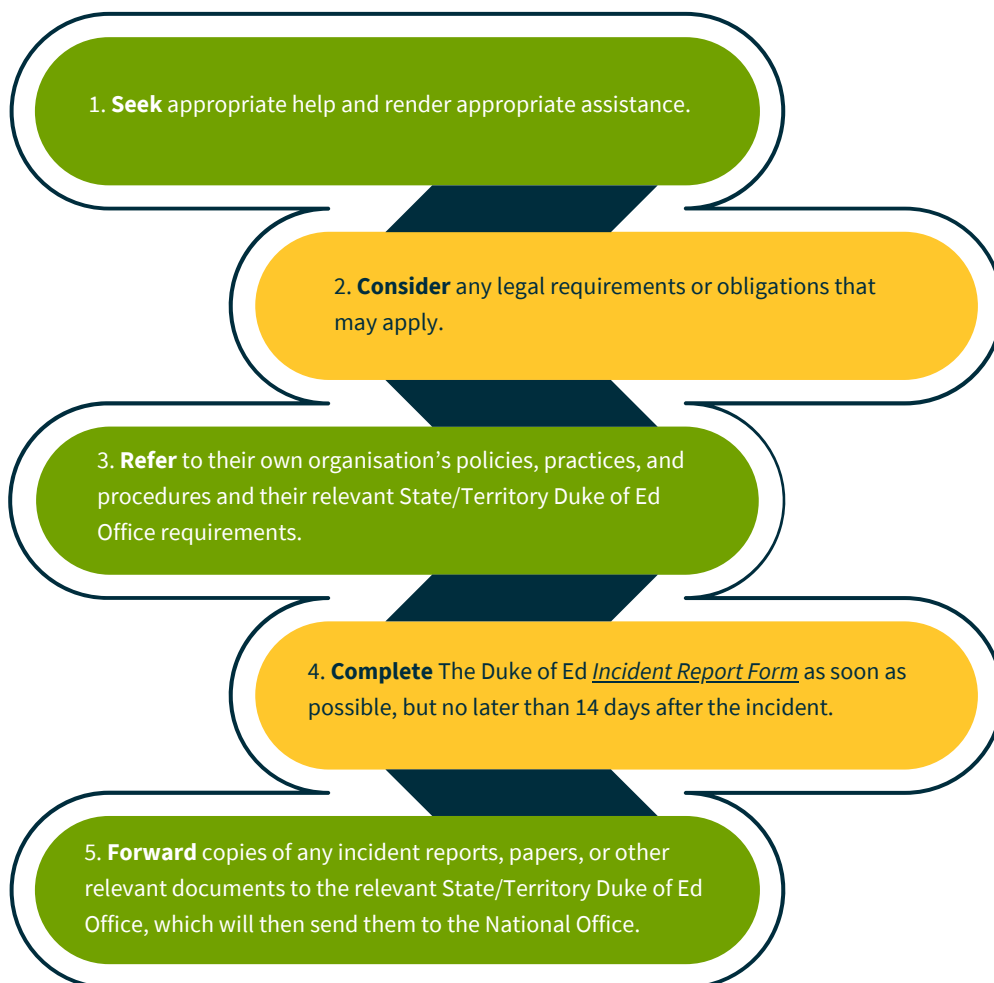 1. Seek appropriate help and render appropriate assistance.
2. Consider any legal requirements or obligations that
may apply.
3. Refer to their own organisation’s policies, practices, and
procedures and their relevant State/Territory Duke of Ed
Office requirements.
4. Complete The Duke of Ed Incident Report Form as soon as
possible, but no later than 14 days after the incident.
5. Forward copies of any incident reports, papers, or other
relevant documents to the relevant State/Territory Duke of Ed
Office, which will then send them to the National Office.